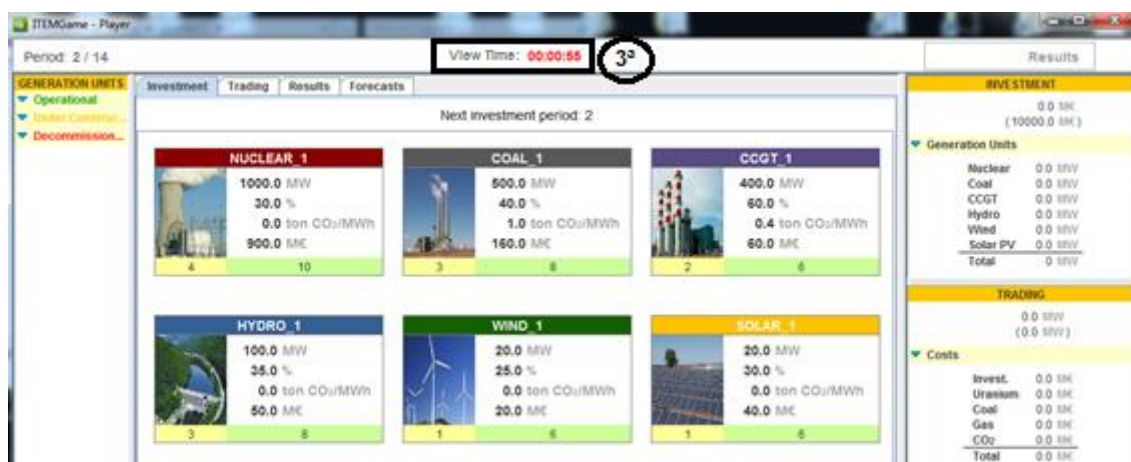 ITEMGame - Player
Period: 2 / 14
View Time: 00:00:55
3ª
Results
GENERATION UNITS
Operational
Under Construc...
Decommission...
Investment Trading Results Forecasts
Next investment period: 2
NUCLEAR_1
1000.0 MW
30.0 %
0.0 ton CO2/MWh
900.0 M€
4 10
COAL_1
500.0 MW
40.0 %
1.0 ton CO2/MWh
160.0 M€
3 8
CCGT_1
400.0 MW
60.0 %
0.4 ton CO2/MWh
60.0 M€
2 6
HYDRO_1
100.0 MW
35.0 %
0.0 ton CO2/MWh
50.0 M€
3 8
WIND_1
20.0 MW
25.0 %
0.0 ton CO2/MWh
20.0 M€
1 6
SOLAR_1
20.0 MW
30.0 %
0.0 ton CO2/MWh
40.0 M€
1 6
INVESTMENT
0.0 M€
(10000.0 M€)
Generation Units
Nuclear 0.0 MW
Coal 0.0 MW
CCGT 0.0 MW
Hydro 0.0 MW
Wind 0.0 MW
Solar PV 0.0 MW
Total 0 MW
TRADING
0.0 MW
(0.0 MW)
Costs
Invest. 0.0 M€
Uranium 0.0 M€
Coal 0.0 M€
Gas 0.0 M€
CO2 0.0 M€
Total 0.0 M€